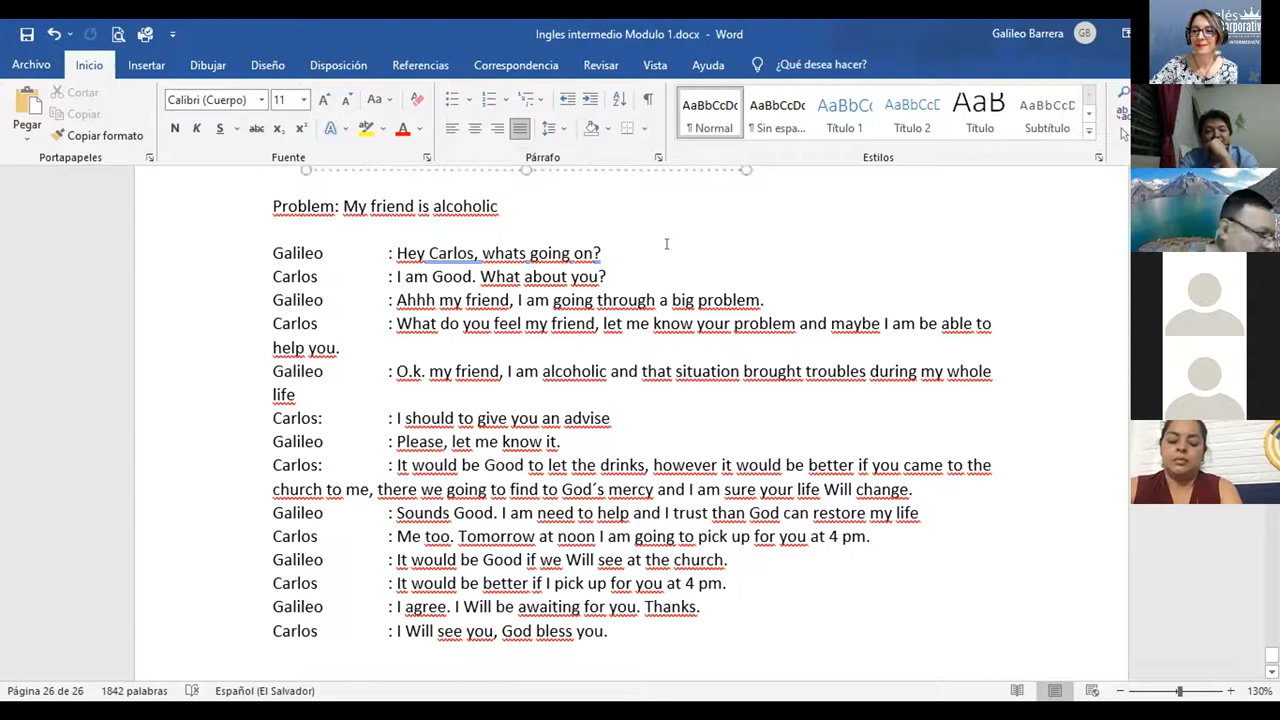 Ingles intermedio Modulo 1.docx - Word
Galileo Barrera GB
Archivo Inicio Insertar Dibujar Diseño Disposición Referencias Correspondencia Revisar Vista Ayuda ¿Qué desea hacer?
Pegar
Cortar
Copiar
Copiar formato
Portapapeles
Calibri (Cuerpo) 11
Aa
N K S abc x₂ x² A A
Fuente
Párrafo
AaBbCcDc AaBbCcDc AaBbCc AaBbCcD AaB AaBbCcD
¶ Normal ¶ Sin espa... Título 1 Título 2 Título Subtítulo
Estilos
Problem: My friend is alcoholic
Galileo : Hey Carlos, whats going on?
Carlos : I am Good. What about you?
Galileo : Ahhh my friend, I am going through a big problem.
Carlos : What do you feel my friend, let me know your problem and maybe I am be able to
help you.
Galileo : O.k. my friend, I am alcoholic and that situation brought troubles during my whole
life
Carlos: : I should to give you an advise
Galileo : Please, let me know it.
Carlos: : It would be Good to let the drinks, however it would be better if you came to the
church to me, there we going to find to God´s mercy and I am sure your life Will change.
Galileo : Sounds Good. I am need to help and I trust than God can restore my life
Carlos : Me too. Tomorrow at noon I am going to pick up for you at 4 pm.
Galileo : It would be Good if we Will see at the church.
Carlos : It would be better if I pick up for you at 4 pm.
Galileo : I agree. I Will be awaiting for you. Thanks.
Carlos : I Will see you, God bless you.
Página 26 de 26 1842 palabras Español (El Salvador) 130%